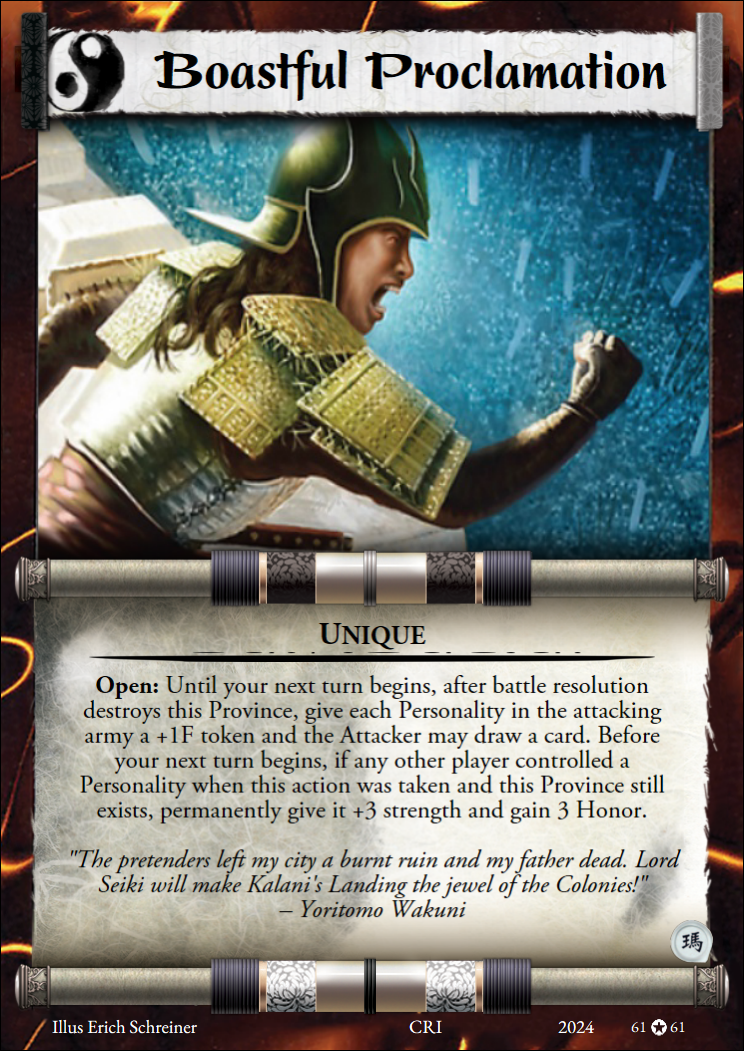 Boastful Proclamation
UNIQUE
Open: Until your next turn begins, after battle resolution
destroys this Province, give each Personality in the attacking
army a +1F token and the Attacker may draw a card. Before
your next turn begins, if any other player controlled a
Personality when this action was taken and this Province still
exists, permanently give it +3 strength and gain 3 Honor.
"The pretenders left my city a burnt ruin and my father dead. Lord
Seiki will make Kalani's Landing the jewel of the Colonies!"
– Yoritomo Wakuni
瑪
Illus Erich Schreiner CRI 2024 61 ✪ 61